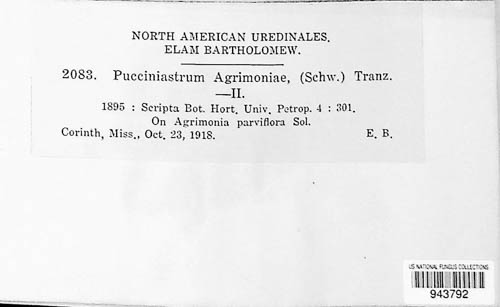 NORTH AMERICAN UREDINALES.
ELAM BARTHOLOMEW.
2083. Pucciniastrum Agrimoniae, (Schw.) Tranz.
—II.
1895 : Scripta Bot. Hort. Univ. Petrop. 4 : 301.
On Agrimonia parviflora Sol.
Corinth, Miss., Oct. 23, 1918. E. B.
US NATIONAL FUNGUS COLLECTIONS
943792